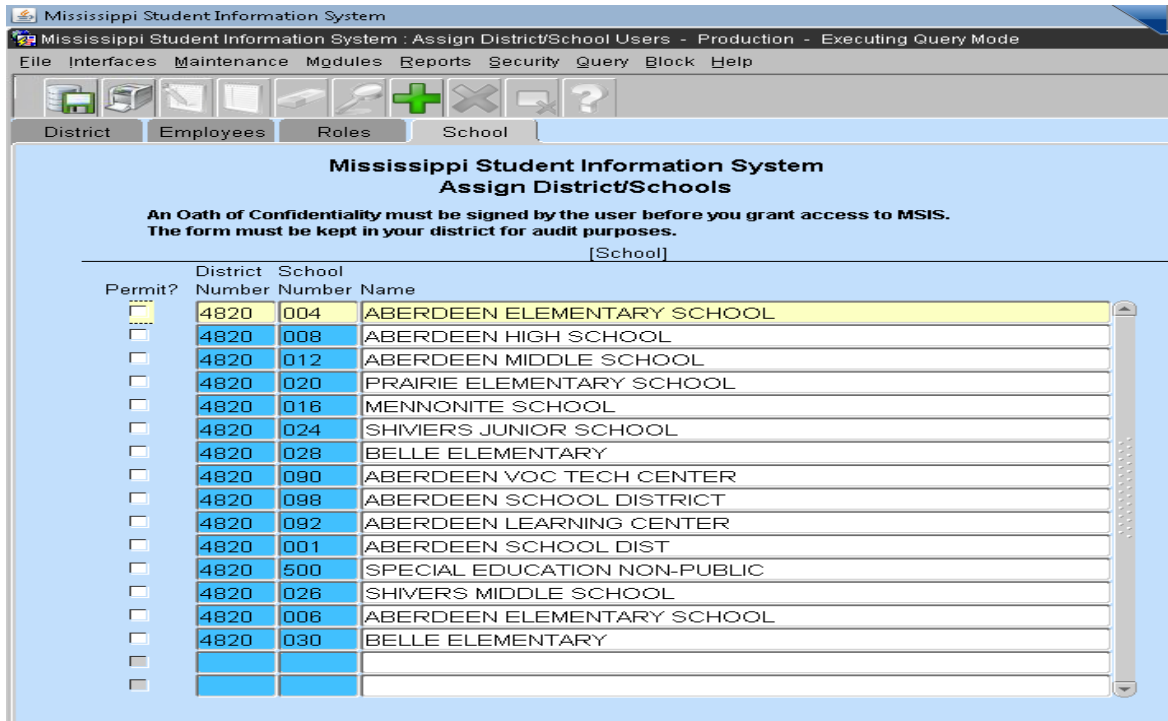 Mississippi Student Information System
Mississippi Student Information System : Assign District/School Users - Production - Executing Query Mode
File Interfaces Maintenance Modules Reports Security Query Block Help
District Employees Roles School
Mississippi Student Information System
Assign District/Schools
An Oath of Confidentiality must be signed by the user before you grant access to MSIS.
The form must be kept in your district for audit purposes.
[School]
District School
Permit? Number Number Name
4820 004 ABERDEEN ELEMENTARY SCHOOL
4820 008 ABERDEEN HIGH SCHOOL
4820 012 ABERDEEN MIDDLE SCHOOL
4820 020 PRAIRIE ELEMENTARY SCHOOL
4820 016 MENNONITE SCHOOL
4820 024 SHIVIERS JUNIOR SCHOOL
4820 028 BELLE ELEMENTARY
4820 090 ABERDEEN VOC TECH CENTER
4820 098 ABERDEEN SCHOOL DISTRICT
4820 092 ABERDEEN LEARNING CENTER
4820 001 ABERDEEN SCHOOL DIST
4820 500 SPECIAL EDUCATION NON-PUBLIC
4820 026 SHIVERS MIDDLE SCHOOL
4820 006 ABERDEEN ELEMENTARY SCHOOL
4820 030 BELLE ELEMENTARY